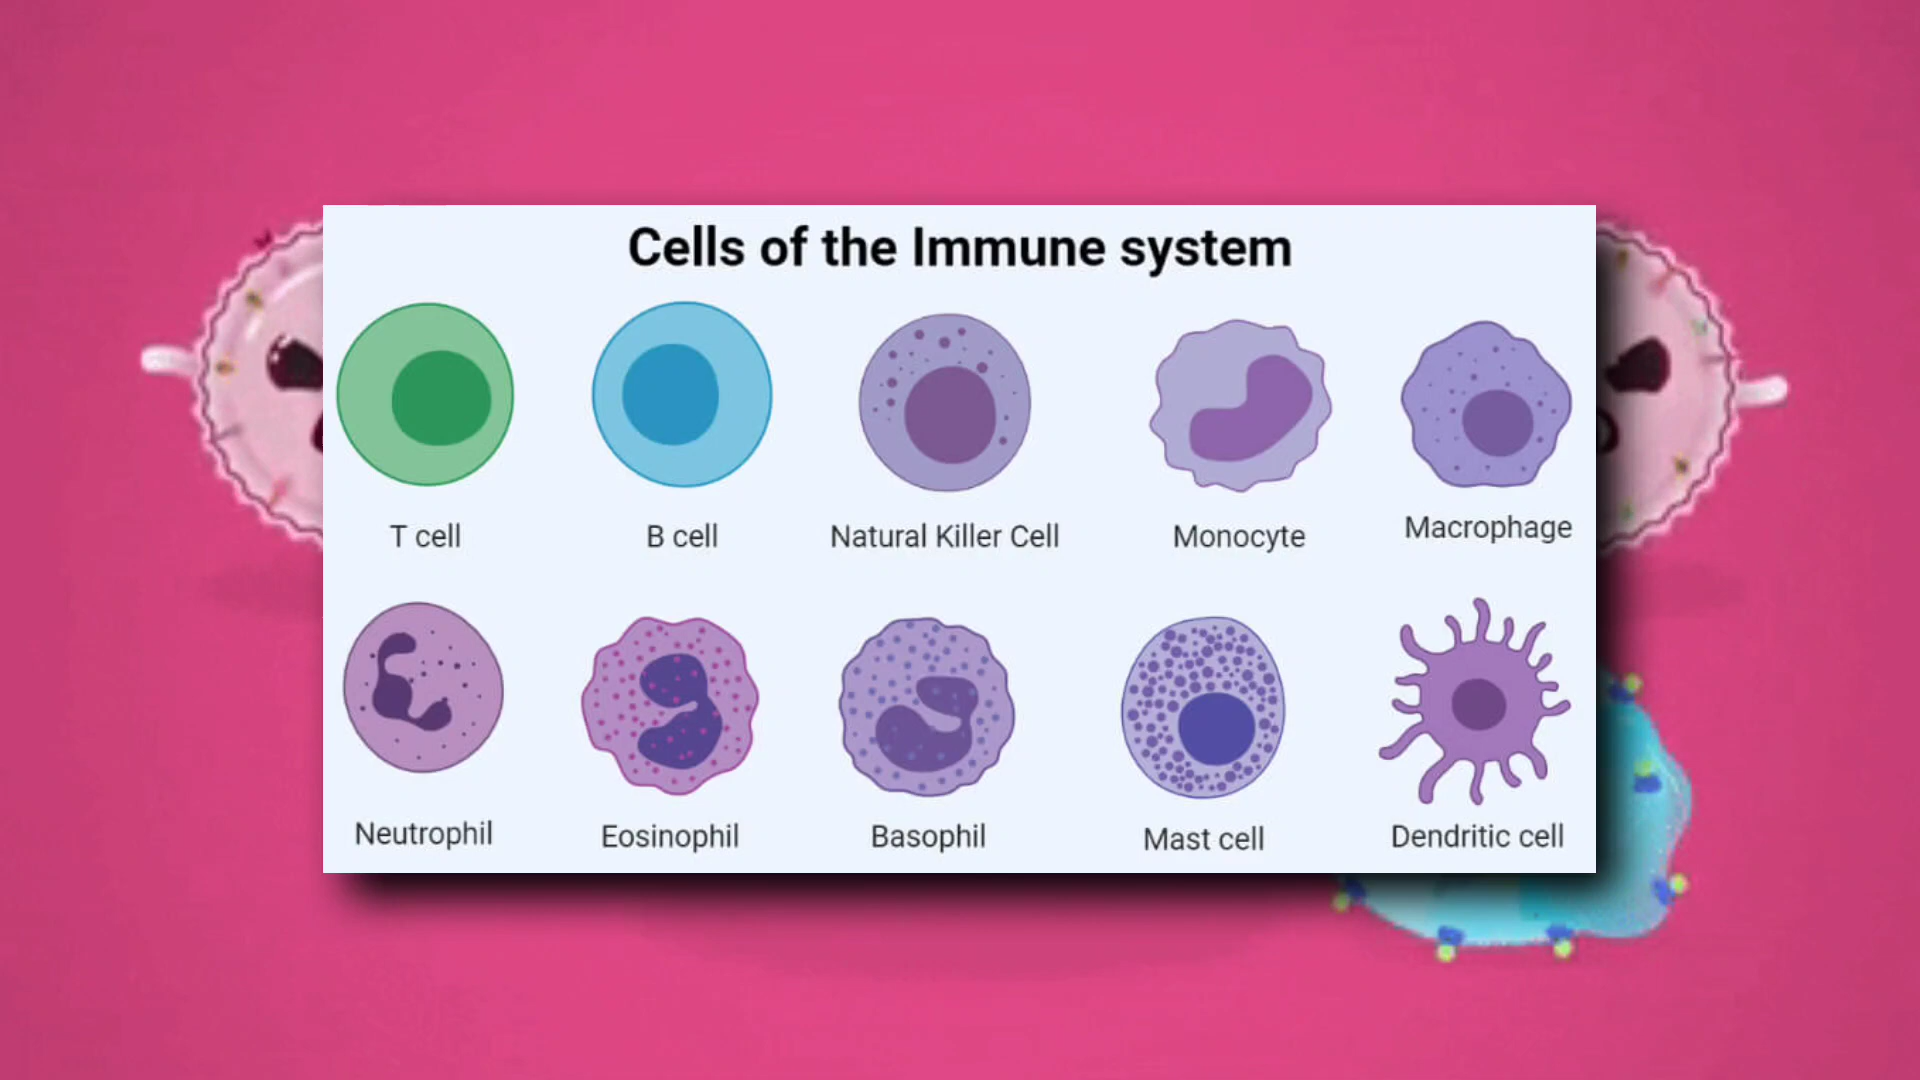 Cells of the Immune system
T cell
B cell
Natural Killer Cell
Monocyte
Macrophage
Neutrophil
Eosinophil
Basophil
Mast cell
Dendritic cell